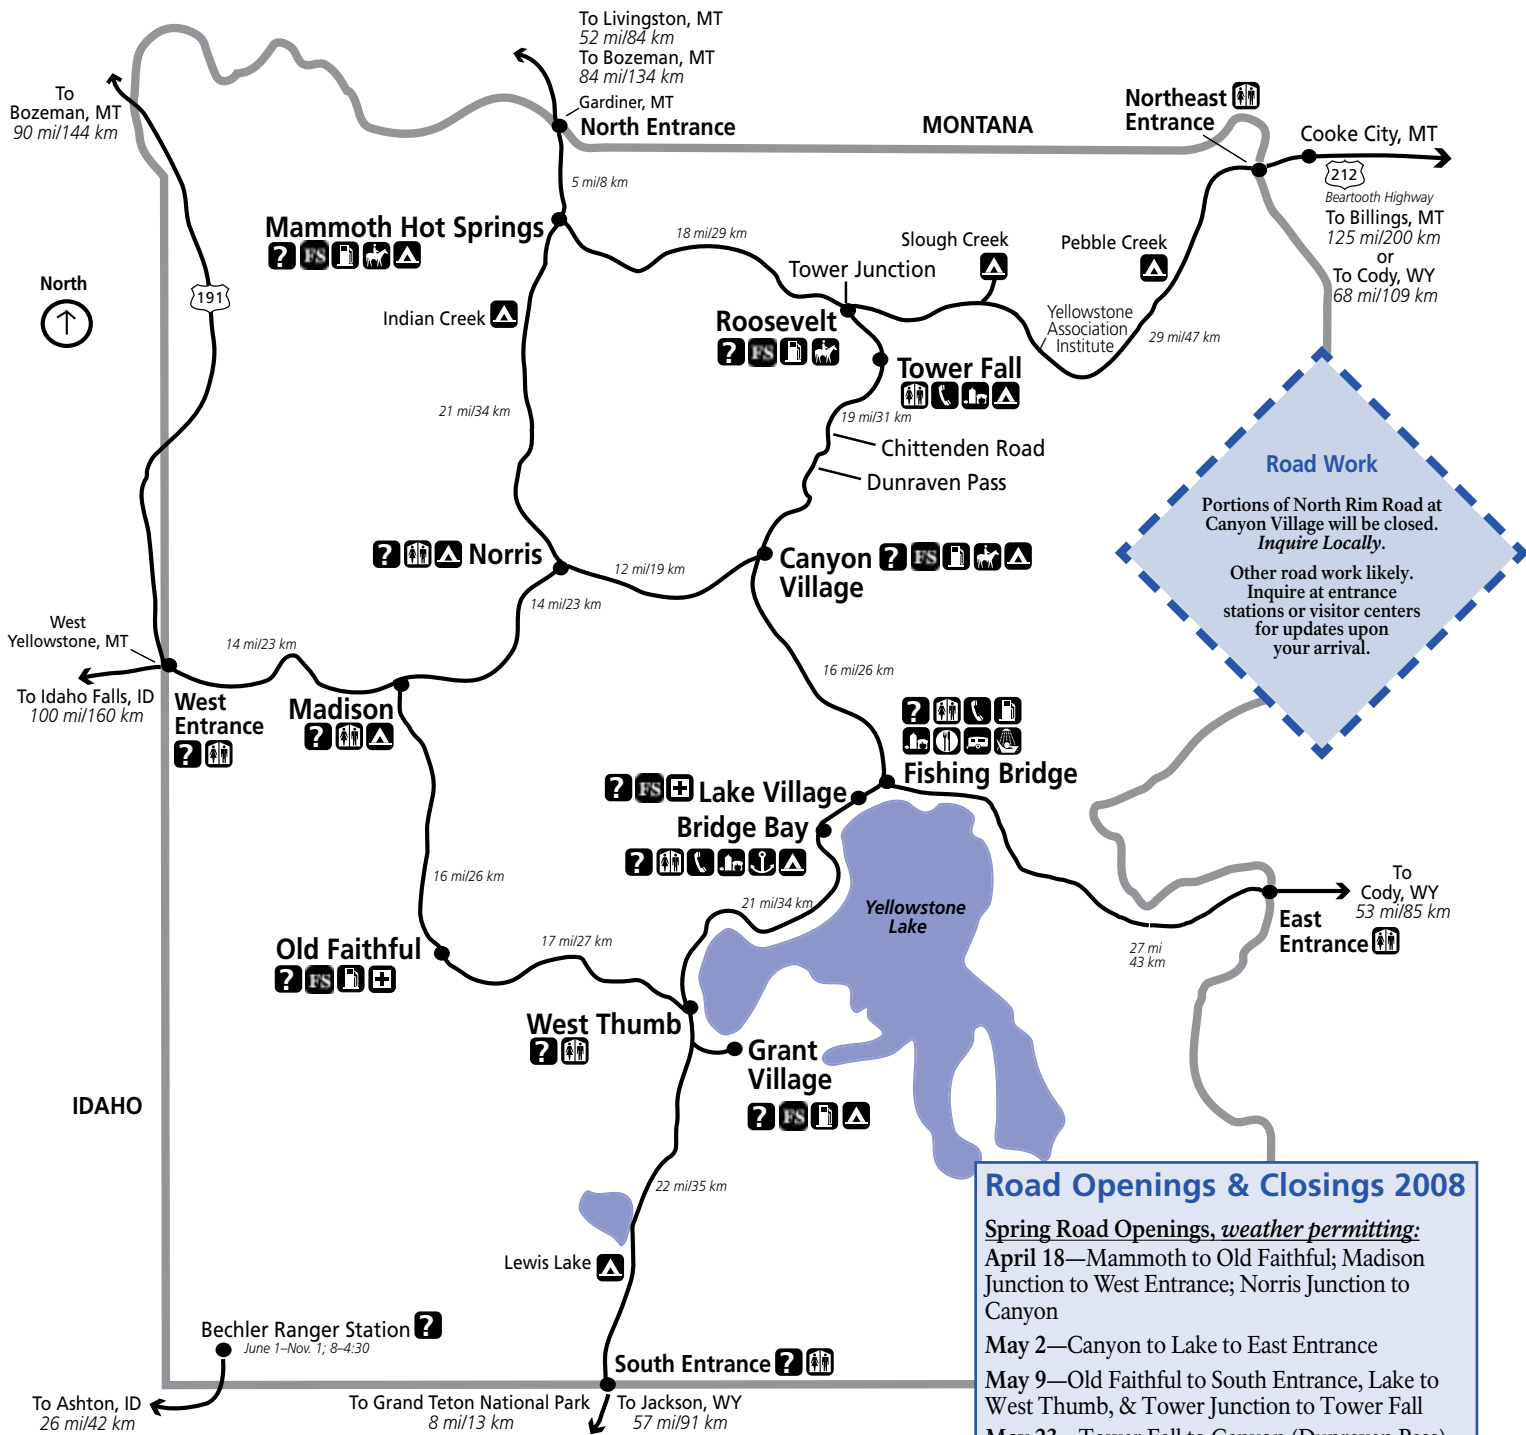 To Livingston, MT
52 mi/84 km
To Bozeman, MT
84 mi/134 km
Gardiner, MT
North Entrance
To
Bozeman, MT
90 mi/144 km
MONTANA
Northeast
Entrance
Cooke City, MT
212
Beartooth Highway
To Billings, MT
125 mi/200 km
or
To Cody, WY
68 mi/109 km
5 mi/8 km
Mammoth Hot Springs
? FS
18 mi/29 km
Slough Creek
Pebble Creek
Tower Junction
North
191
Indian Creek
Roosevelt
? FS
Yellowstone
Association
Institute
29 mi/47 km
Tower Fall
21 mi/34 km
19 mi/31 km
Chittenden Road
Dunraven Pass
Road Work
Portions of North Rim Road at
Canyon Village will be closed.
Inquire Locally.
Other road work likely.
Inquire at entrance
stations or visitor centers
for updates upon
your arrival.
? Norris
12 mi/19 km
Canyon ? FS
Village
14 mi/23 km
West
Yellowstone, MT
14 mi/23 km
To Idaho Falls, ID
100 mi/160 km
West
Entrance
?
Madison
?
16 mi/26 km
?
Fishing Bridge
? FS Lake Village
Bridge Bay
?
16 mi/26 km
21 mi/34 km
Yellowstone
Lake
To
Cody, WY
53 mi/85 km
East
Entrance
27 mi
43 km
Old Faithful
? FS
17 mi/27 km
West Thumb
?
Grant
Village
? FS
IDAHO
22 mi/35 km
Lewis Lake
Bechler Ranger Station ?
June 1–Nov. 1; 8–4:30
South Entrance ?
To Ashton, ID
26 mi/42 km
To Grand Teton National Park
8 mi/13 km
To Jackson, WY
57 mi/91 km
Road Openings & Closings 2008
Spring Road Openings, weather permitting:
April 18—Mammoth to Old Faithful; Madison
Junction to West Entrance; Norris Junction to
Canyon
May 2—Canyon to Lake to East Entrance
May 9—Old Faithful to South Entrance, Lake to
West Thumb, & Tower Junction to Tower Fall
May 23—Tower Fall to Canyon (Dunraven Pass)